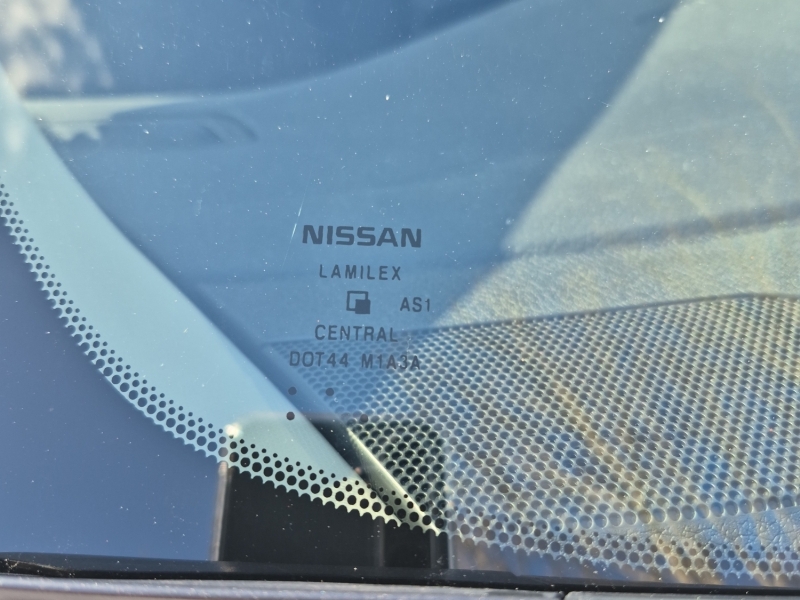 NISSAN
LAMILEX
AS1
CENTRAL
DOT44 M1A3A